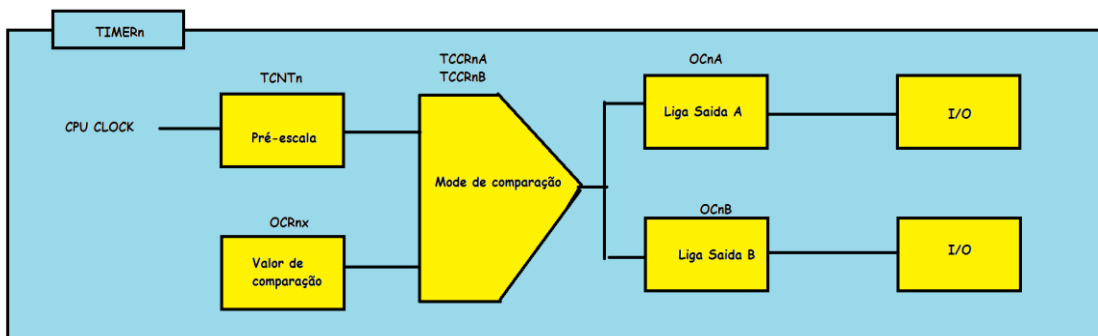 TIMERn
TCNTn
CPU CLOCK
Pré-escala
OCRnx
Valor de
comparação
TCCRnA
TCCRnB
Mode de comparação
OCnA
Liga Saida A
I/O
OCnB
Liga Saida B
I/O